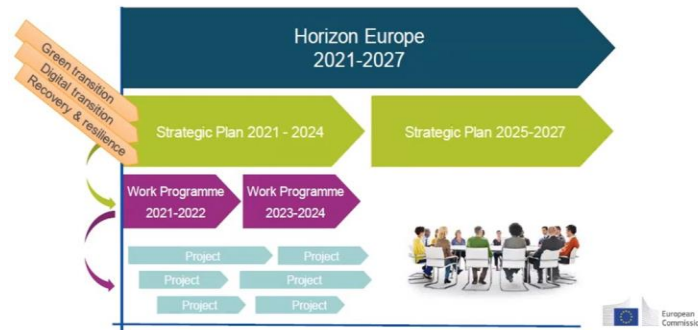 Horizon Europe
2021-2027
Green transition
Digital transition
Recovery & resilience
Strategic Plan 2021 - 2024
Strategic Plan 2025-2027
Work Programme
2021-2022
Work Programme
2023-2024
Project
Project
Project
Project
Project
Project
European
Commission